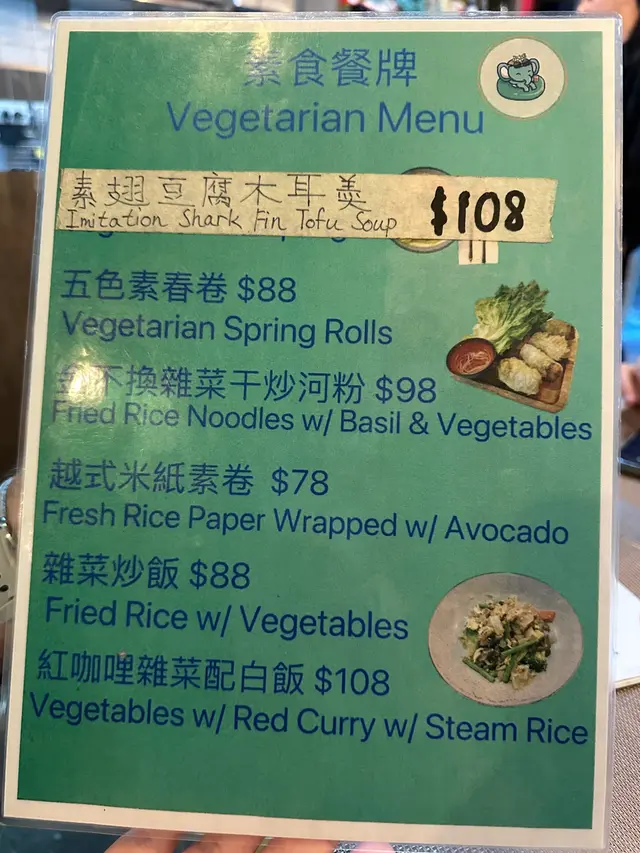 素食餐牌
Vegetarian Menu
素翅豆腐木耳羹 $108
Imitation Shark Fin Tofu Soup
五色素春卷 $88
Vegetarian Spring Rolls
金不換雜菜干炒河粉 $98
Fried Rice Noodles w/ Basil & Vegetables
越式米紙素卷 $78
Fresh Rice Paper Wrapped w/ Avocado
雜菜炒飯 $88
Fried Rice w/ Vegetables
紅咖哩雜菜配白飯 $108
Vegetables w/ Red Curry w/ Steam Rice